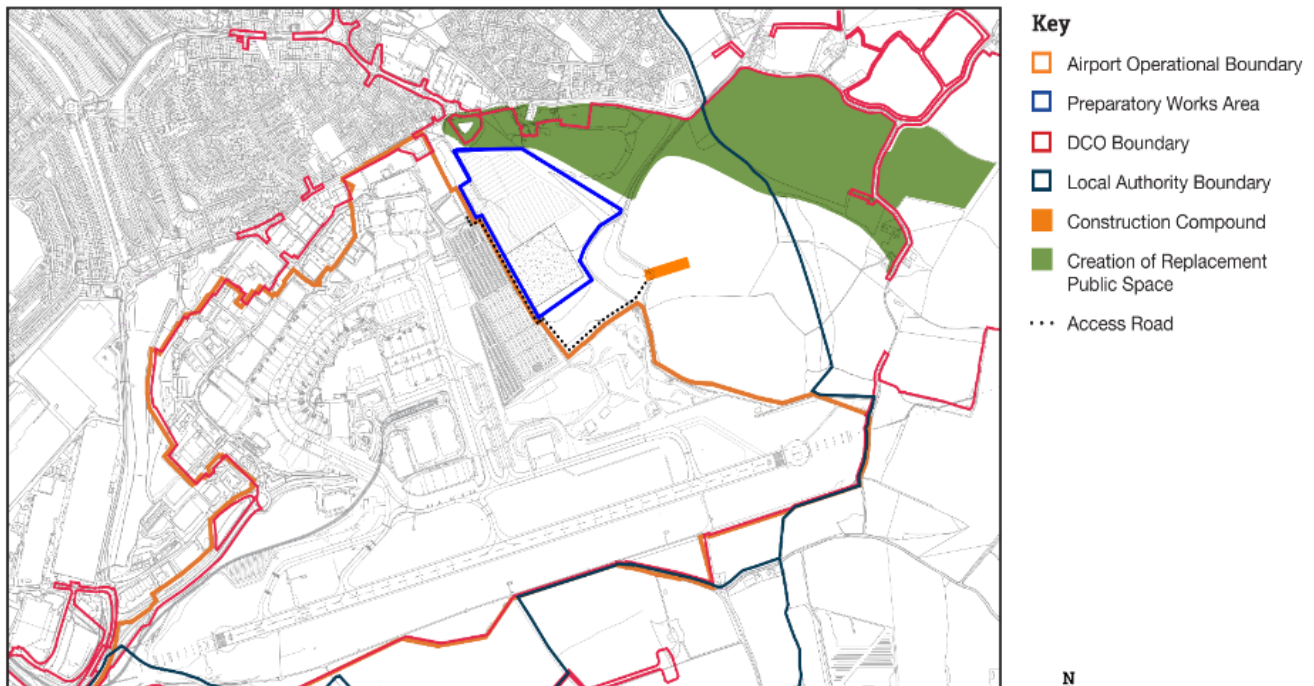 Key
Airport Operational Boundary
Preparatory Works Area
DCO Boundary
Local Authority Boundary
Construction Compound
Creation of Replacement
Public Space
Access Road
N